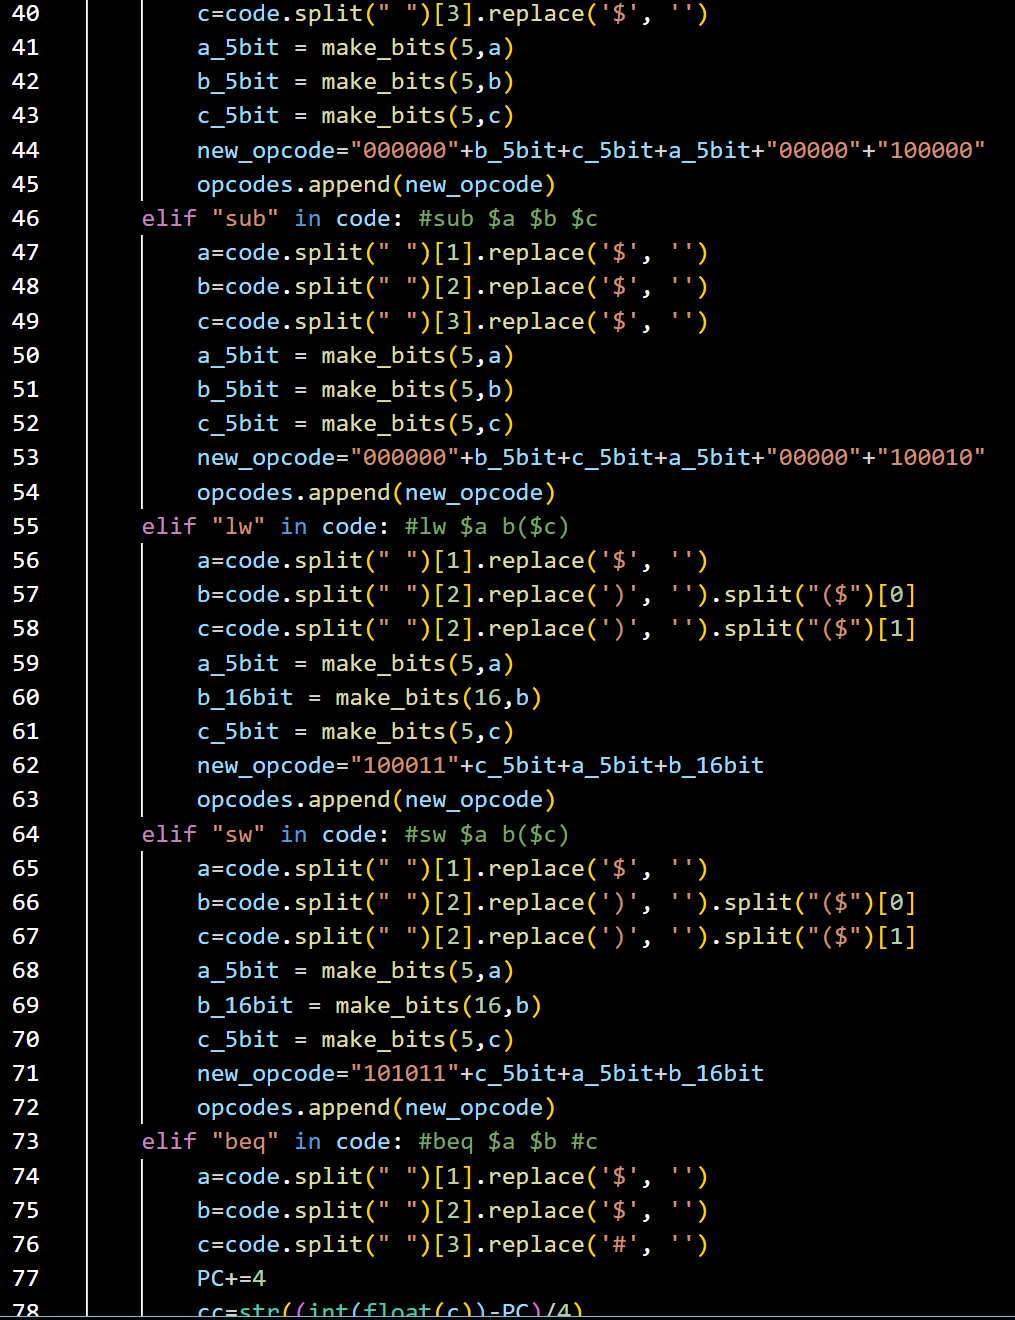 40 c=code.split(" ")[3].replace('$', '')
41 a_5bit = make_bits(5,a)
42 b_5bit = make_bits(5,b)
43 c_5bit = make_bits(5,c)
44 new_opcode="000000"+b_5bit+c_5bit+a_5bit+"00000"+"100000"
45 opcodes.append(new_opcode)
46 elif "sub" in code: #sub $a $b $c
47 a=code.split(" ")[1].replace('$', '')
48 b=code.split(" ")[2].replace('$', '')
49 c=code.split(" ")[3].replace('$', '')
50 a_5bit = make_bits(5,a)
51 b_5bit = make_bits(5,b)
52 c_5bit = make_bits(5,c)
53 new_opcode="000000"+b_5bit+c_5bit+a_5bit+"00000"+"100010"
54 opcodes.append(new_opcode)
55 elif "lw" in code: #lw $a b($c)
56 a=code.split(" ")[1].replace('$', '')
57 b=code.split(" ")[2].replace(')', '').split("($")[0]
58 c=code.split(" ")[2].replace(')', '').split("($")[1]
59 a_5bit = make_bits(5,a)
60 b_16bit = make_bits(16,b)
61 c_5bit = make_bits(5,c)
62 new_opcode="100011"+c_5bit+a_5bit+b_16bit
63 opcodes.append(new_opcode)
64 elif "sw" in code: #sw $a b($c)
65 a=code.split(" ")[1].replace('$', '')
66 b=code.split(" ")[2].replace(')', '').split("($")[0]
67 c=code.split(" ")[2].replace(')', '').split("($")[1]
68 a_5bit = make_bits(5,a)
69 b_16bit = make_bits(16,b)
70 c_5bit = make_bits(5,c)
71 new_opcode="101011"+c_5bit+a_5bit+b_16bit
72 opcodes.append(new_opcode)
73 elif "beq" in code: #beq $a $b #c
74 a=code.split(" ")[1].replace('$', '')
75 b=code.split(" ")[2].replace('$', '')
76 c=code.split(" ")[3].replace('#', '')
77 PC+=4
78 cc=str((int(float(c))-PC)/4)